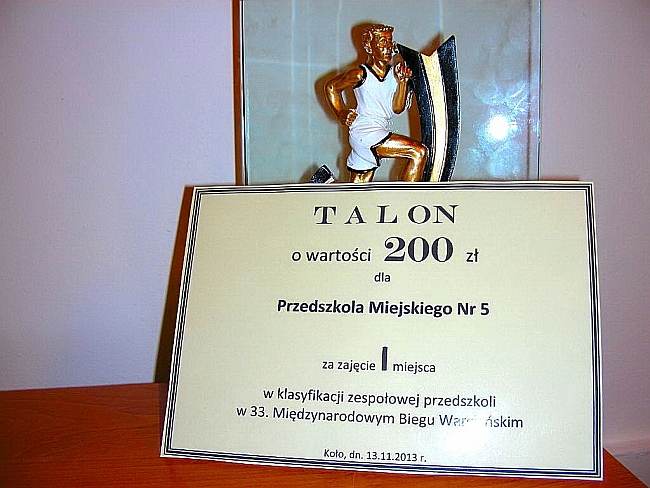 TALON
o wartości 200 zł
dla
Przedszkola Miejskiego Nr 5
za zajęcie I miejsca
w klasyfikacji zespołowej przedszkoli
w 33. Międzynarodowym Biegu
Koło, dn. 13.11.2013 r.